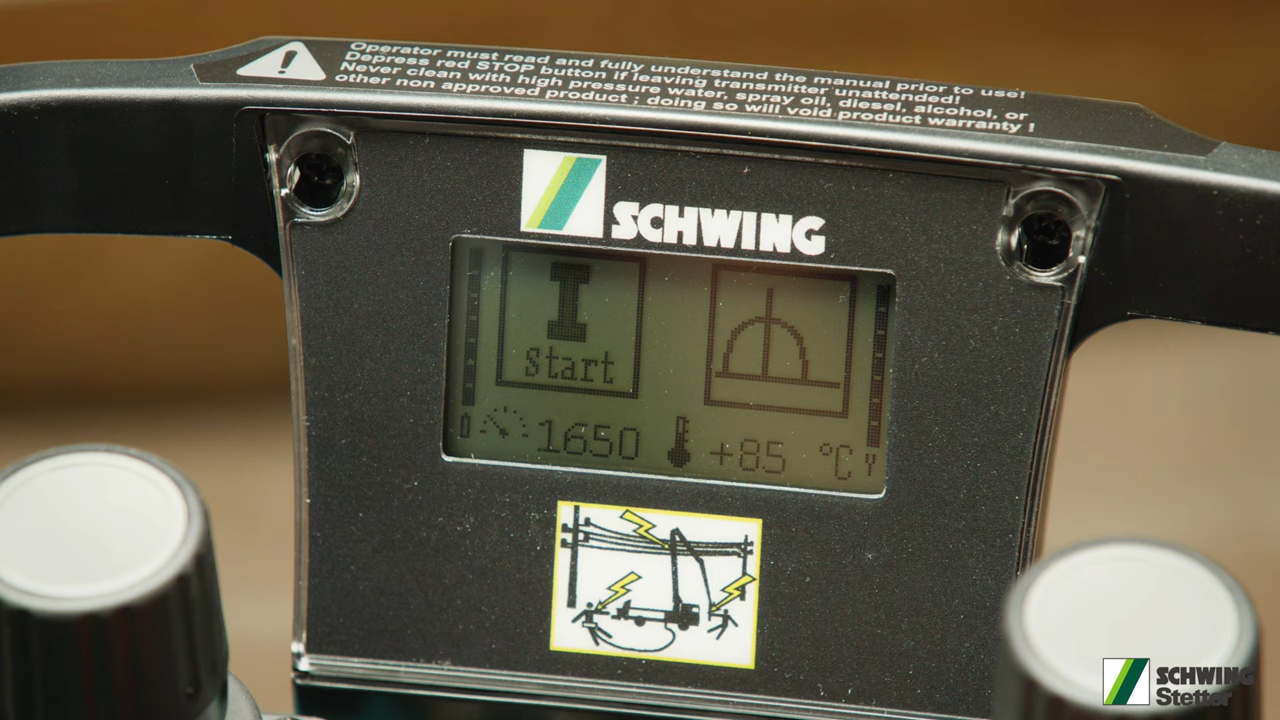 Operator must read and fully understand the manual prior to use!
Depress red STOP button if leaving transmitter unattended!
Never clean with high pressure water, spray oil, diesel, alcohol, or
other non approved product ; doing so will void product warranty !
SCHWING
I
Start
1650 +85 °C
SCHWING
Stetter